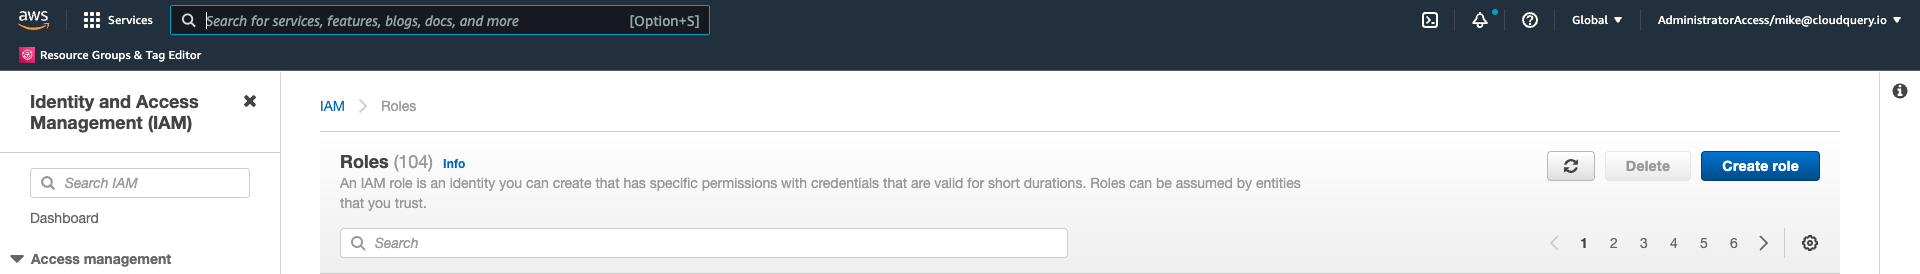 aws
Services
Search for services, features, blogs, docs, and more [Option+S]
Global
AdministratorAccess/mike@cloudquery.io
Resource Groups & Tag Editor
Identity and Access
Management (IAM)
Search IAM
Dashboard
Access management
IAM > Roles
Roles (104) Info
An IAM role is an identity you can create that has specific permissions with credentials that are valid for short durations. Roles can be assumed by entities
that you trust.
Delete
Create role
Search
1 2 3 4 5 6